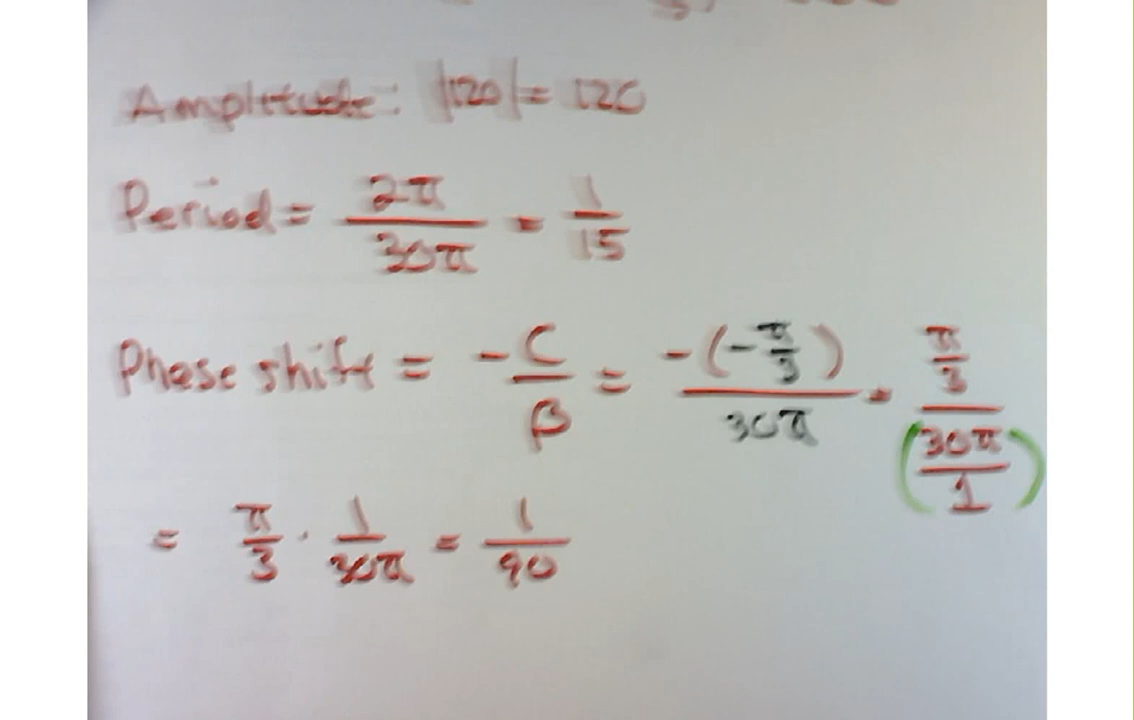 Amplitude: |120| = 120
Period = 2π/30π = 1/15
Phase shift = -C/B = -(-π/3)/30π = (π/3)/(30π/1)
= π/3 · 1/30π = 1/90